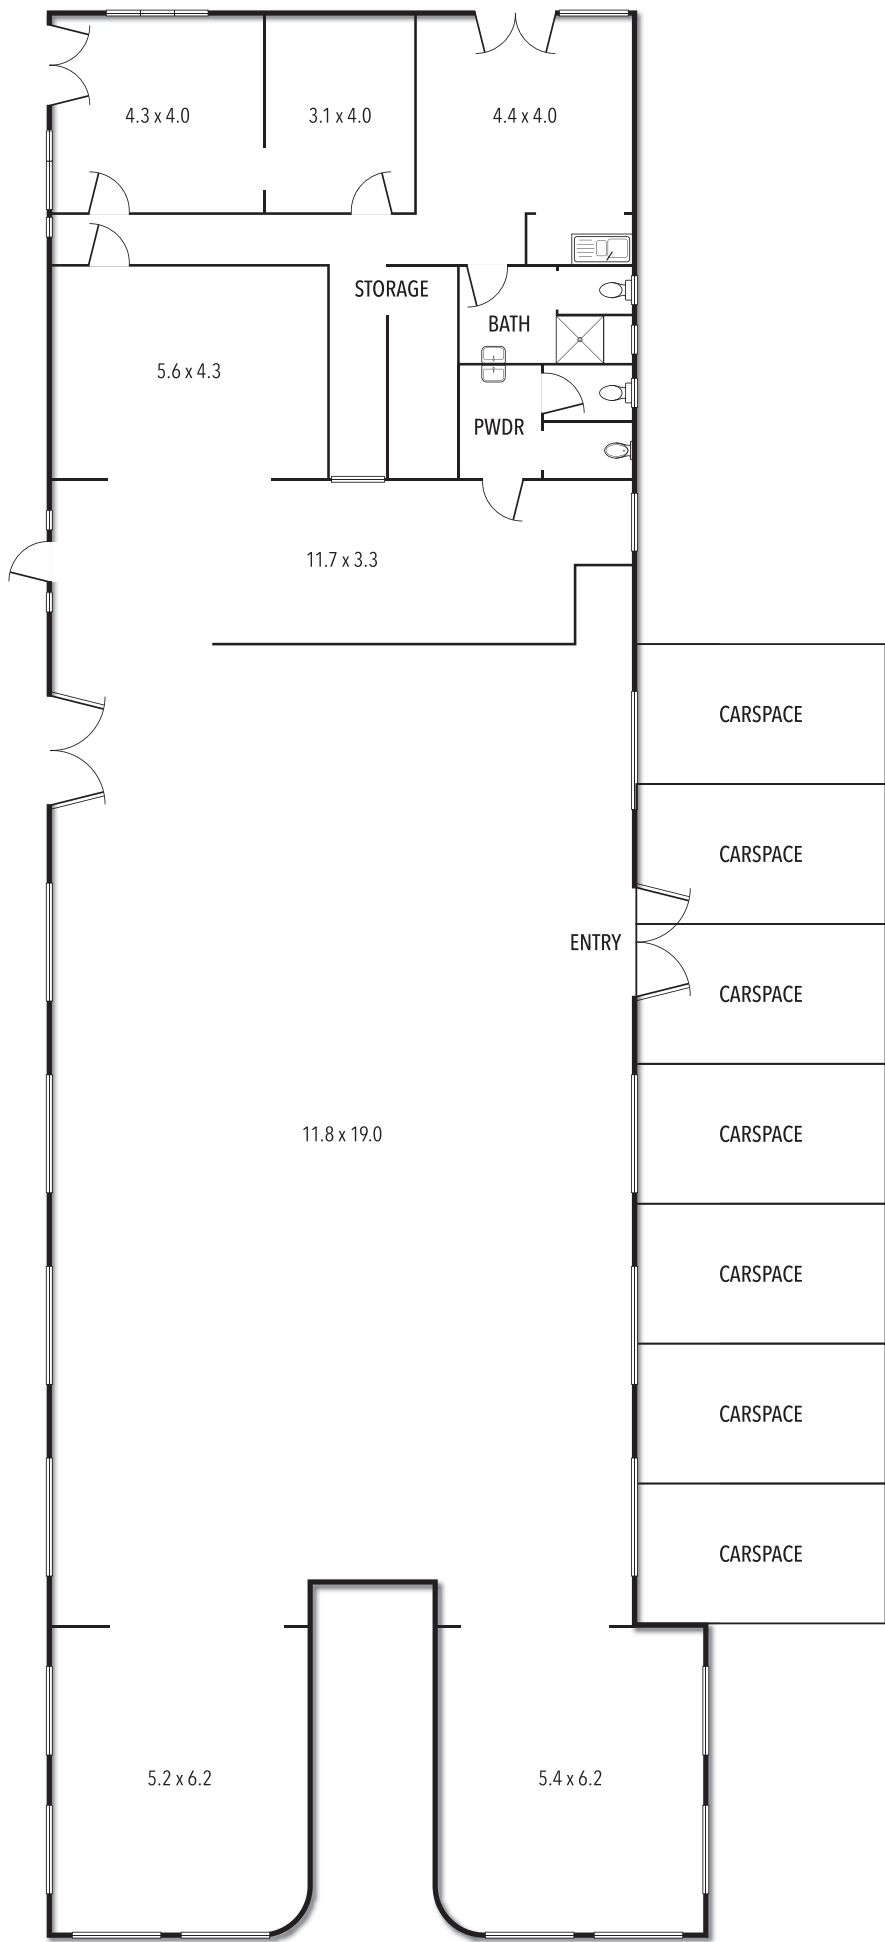 4.3 x 4.0
3.1 x 4.0
4.4 x 4.0
STORAGE
BATH
5.6 x 4.3
PWDR
11.7 x 3.3
CARSPACE
CARSPACE
ENTRY
CARSPACE
11.8 x 19.0
CARSPACE
CARSPACE
CARSPACE
CARSPACE
5.2 x 6.2
5.4 x 6.2